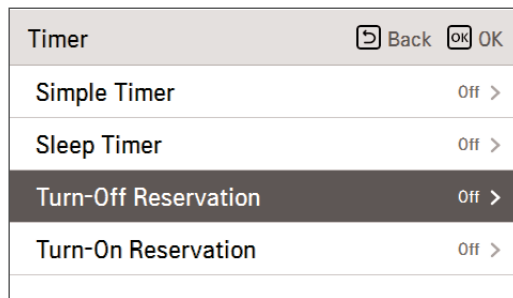 Timer Back OK OK
Simple Timer Off >
Sleep Timer Off >
Turn-Off Reservation Off >
Turn-On Reservation Off >